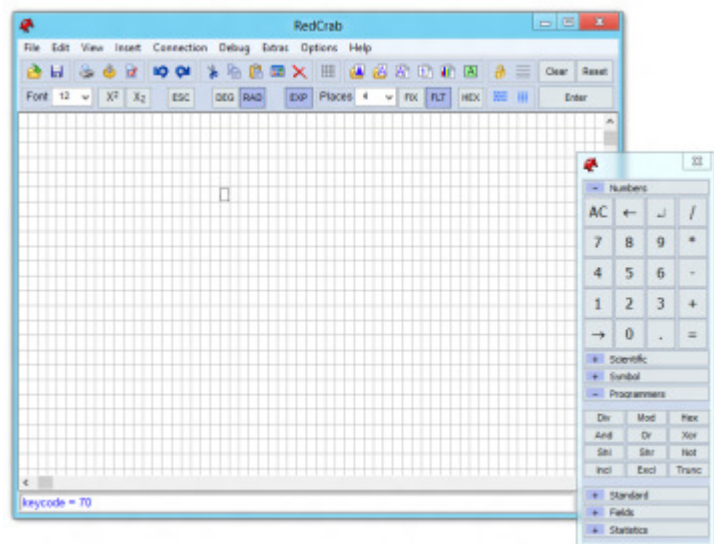 RedCrab
File Edit View Insert Connection Debug Extras Options Help
Clear Reset
Font 12 X² X₂ ESC DEG RAD EXP Places 4 FIX FLT HEX Enter
Numbers
AC ← ↵ /
7 8 9 *
4 5 6 -
1 2 3 +
→ 0 . =
+ Scientific
+ Symbol
- Programmers
Div Mod Hex
And Or Xor
Shl Shr Not
Incl Excl Trunc
+ Standard
+ Fields
+ Statistics
keycode = 70